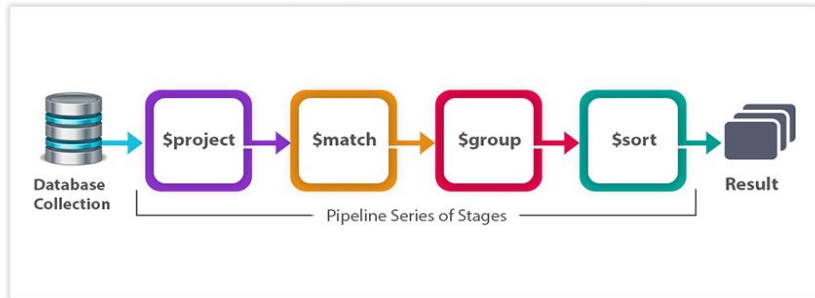 $project
$match
$group
$sort
Database
Collection
Result
Pipeline Series of Stages